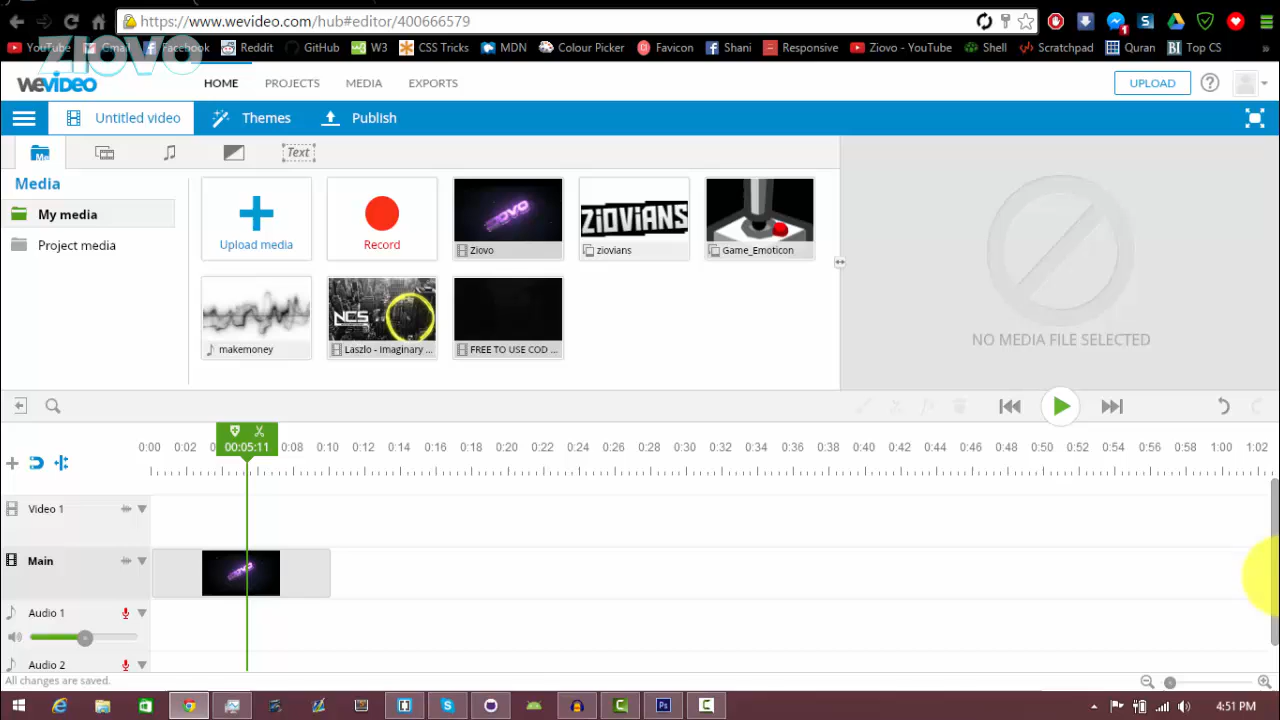 https://www.wevideo.com/hub#editor/400666579
YouTube Gmail Facebook Reddit GitHub W3 CSS Tricks MDN Colour Picker Favicon Shani Responsive Ziovo - YouTube Shell Scratchpad Quran BI Top CS »
ZIOVO
wevideo HOME PROJECTS MEDIA EXPORTS UPLOAD ?
Untitled video Themes Publish
Me Text
Media
My media
Project media
Upload media Record Ziovo ziovians Game_Emoticon
ZIOVIANS
makemoney Laszlo - Imaginary ... FREE TO USE COD ...
NCS
NO MEDIA FILE SELECTED
00:05:11
0:00 0:02 0:08 0:10 0:12 0:14 0:16 0:18 0:20 0:22 0:24 0:26 0:28 0:30 0:32 0:34 0:36 0:38 0:40 0:42 0:44 0:46 0:48 0:50 0:52 0:54 0:56 0:58 1:00 1:02
Video 1
Main
Audio 1
Audio 2
All changes are saved.
4:51 PM